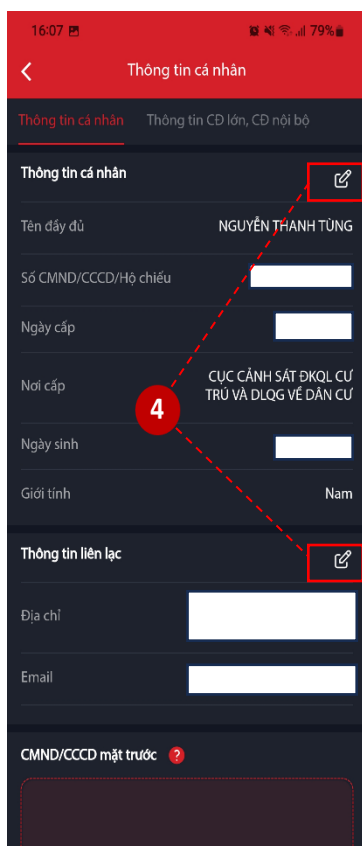 16:07 79%
Thông tin cá nhân
Thông tin cá nhân Thông tin CĐ lớn, CĐ nội bộ
Thông tin cá nhân
Tên đầy đủ NGUYỄN THANH TÙNG
Số CMND/CCCD/Hộ chiếu
Ngày cấp
Nơi cấp CỤC CẢNH SÁT ĐKQL CƯ
TRÚ VÀ DLQG VỀ DÂN CƯ
4
Ngày sinh
Giới tính Nam
Thông tin liên lạc
Địa chỉ
Email
CMND/CCCD mặt trước ?